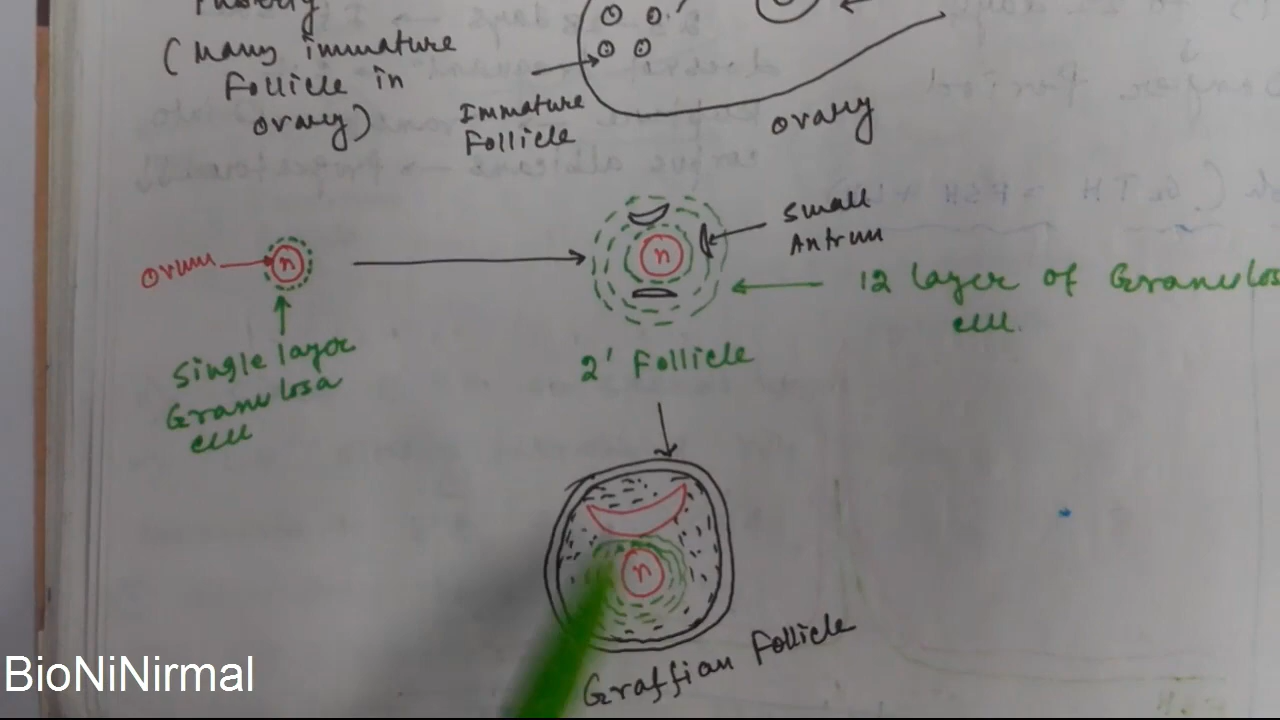 (Many immature
Follicle in
ovary)
Immature
Follicle
ovary
Small
Antrum
Ovum
n
n
12 layer of Granulos
cell.
Single layer
Granulosa
cell
2' Follicle
n
Graffian Follicle
BioNiNirmal